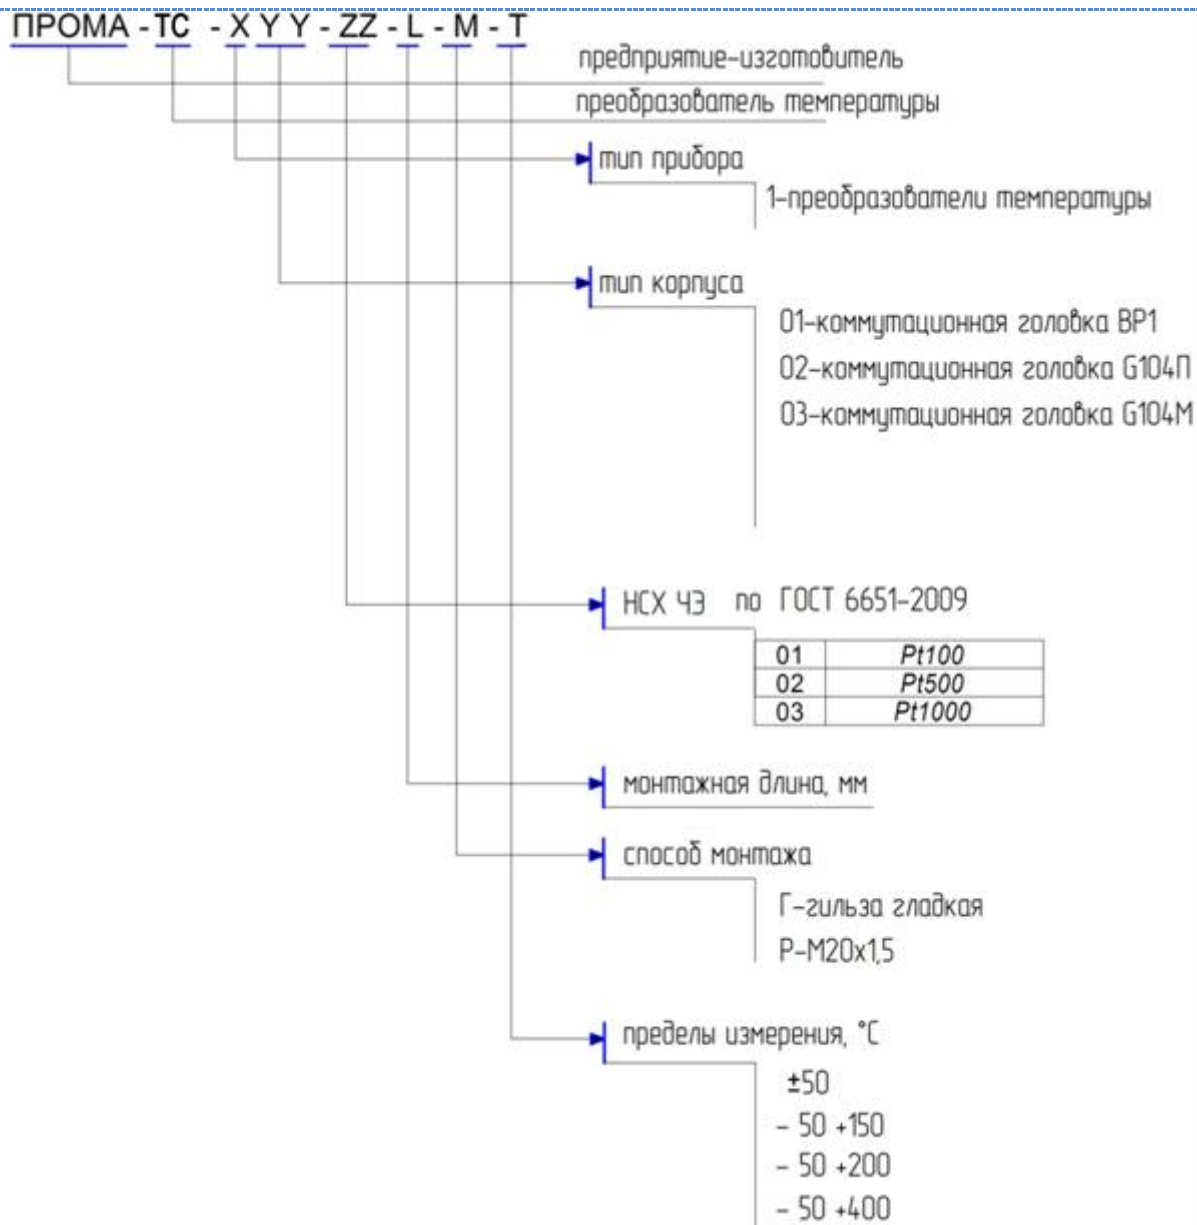 ПРОМА - ТС - X Y Y - ZZ - L - M - T
предприятие-изготовитель
преобразователь температуры
тип прибора
1-преобразователи температуры
тип корпуса
01-коммутационная головка ВР1
02-коммутационная головка G104П
03-коммутационная головка G104М
НСХ ЧЭ по ГОСТ 6651-2009
01 Pt100
02 Pt500
03 Pt1000
монтажная длина, мм
способ монтажа
Г-гильза гладкая
Р-М20х1,5
пределы измерения, °С
±50
- 50 +150
- 50 +200
- 50 +400